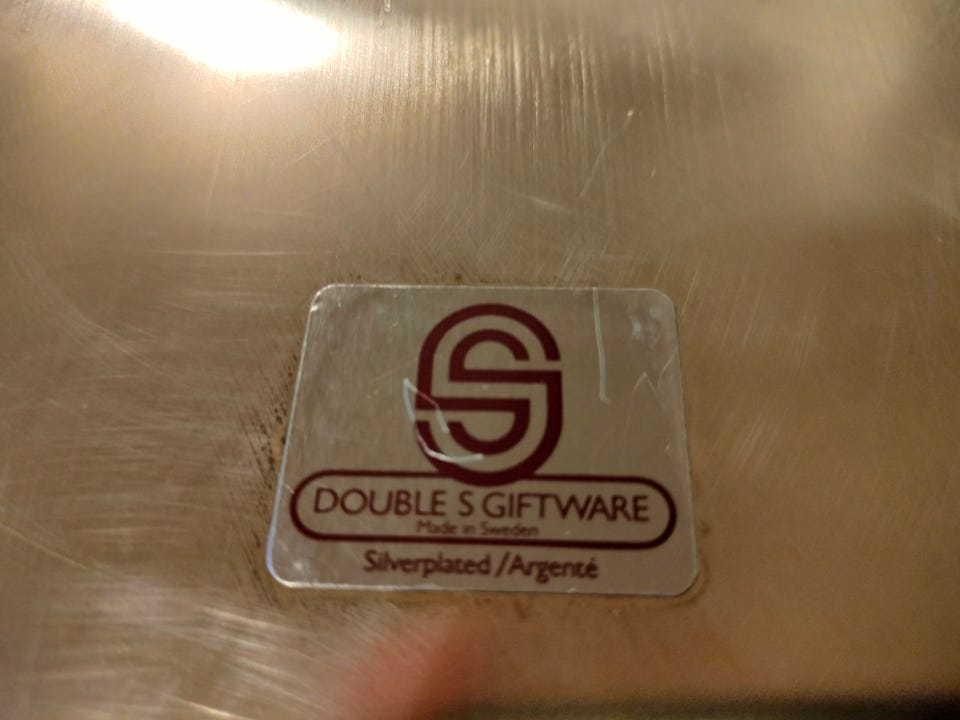 S
DOUBLE S GIFTWARE
Made in Sweden
Silverplated / Argenté